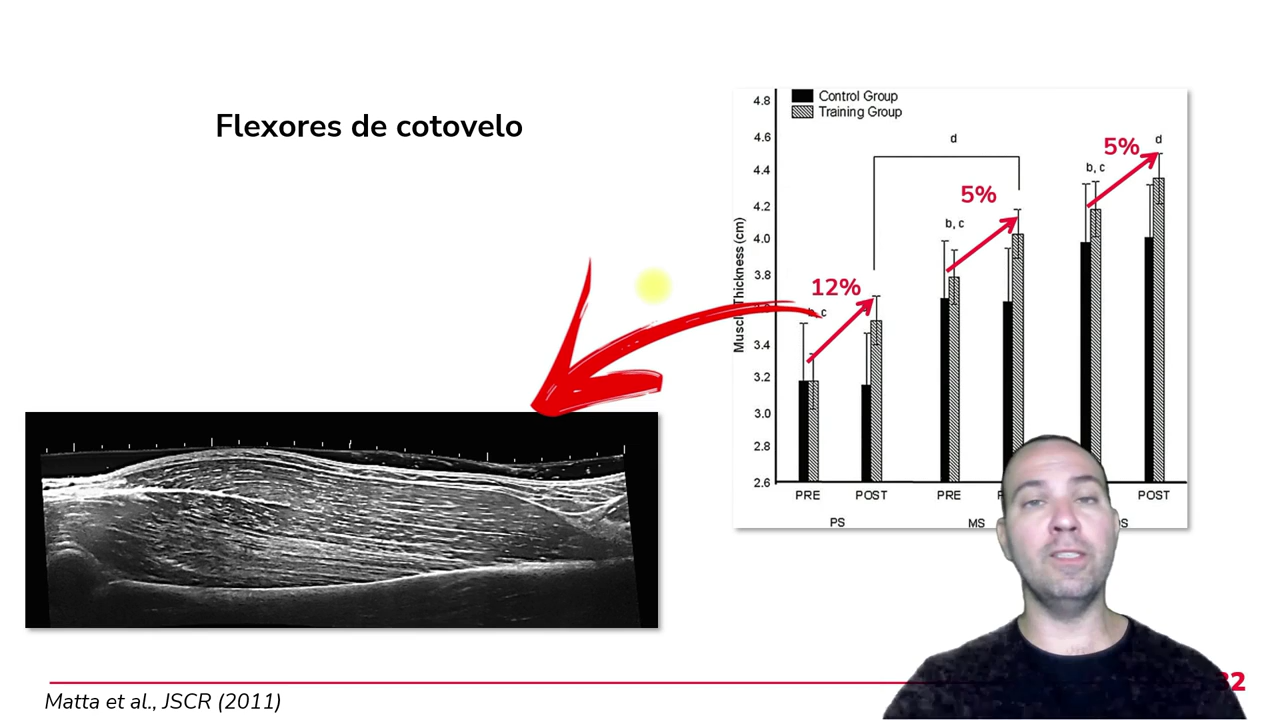 Flexores de cotovelo
4.8
4.6
4.4
4.2
4.0
3.8
3.4
3.2
3.0
2.8
2.6
Thickness (cm)
Control Group
Training Group
d
5%
d
b, c
5%
b, c
12%
PRE
POST
PRE
POST
PS
MS
Matta et al., JSCR (2011)